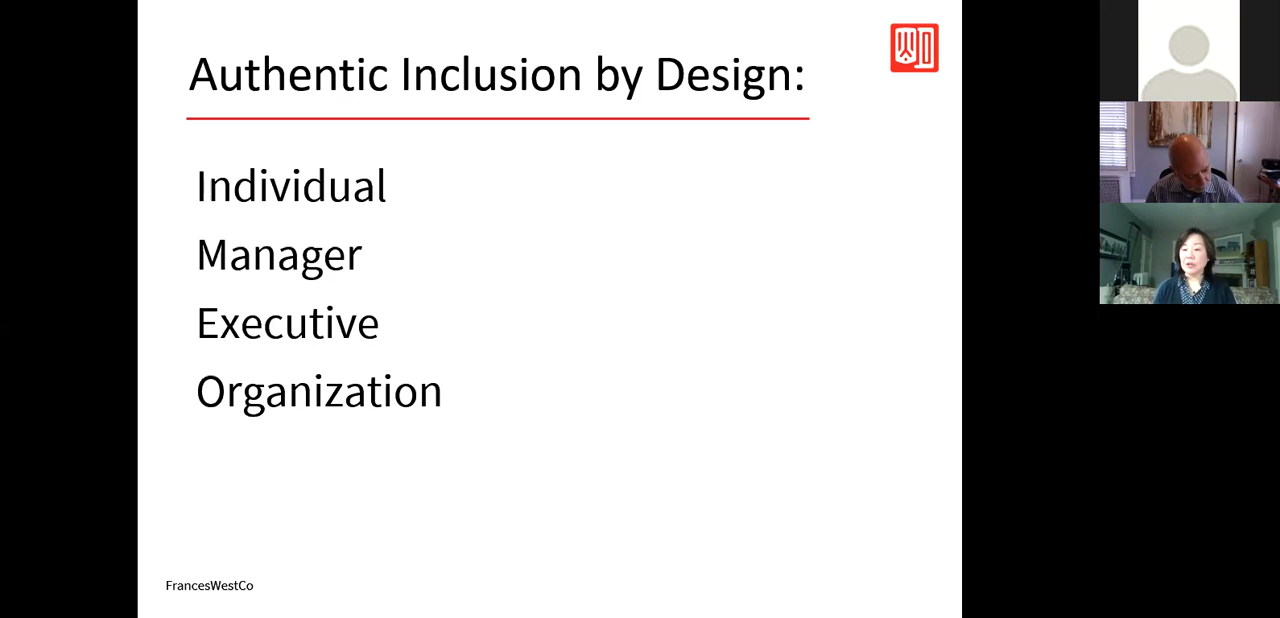 Authentic Inclusion by Design:
Individual
Manager
Executive
Organization
FrancesWestCo